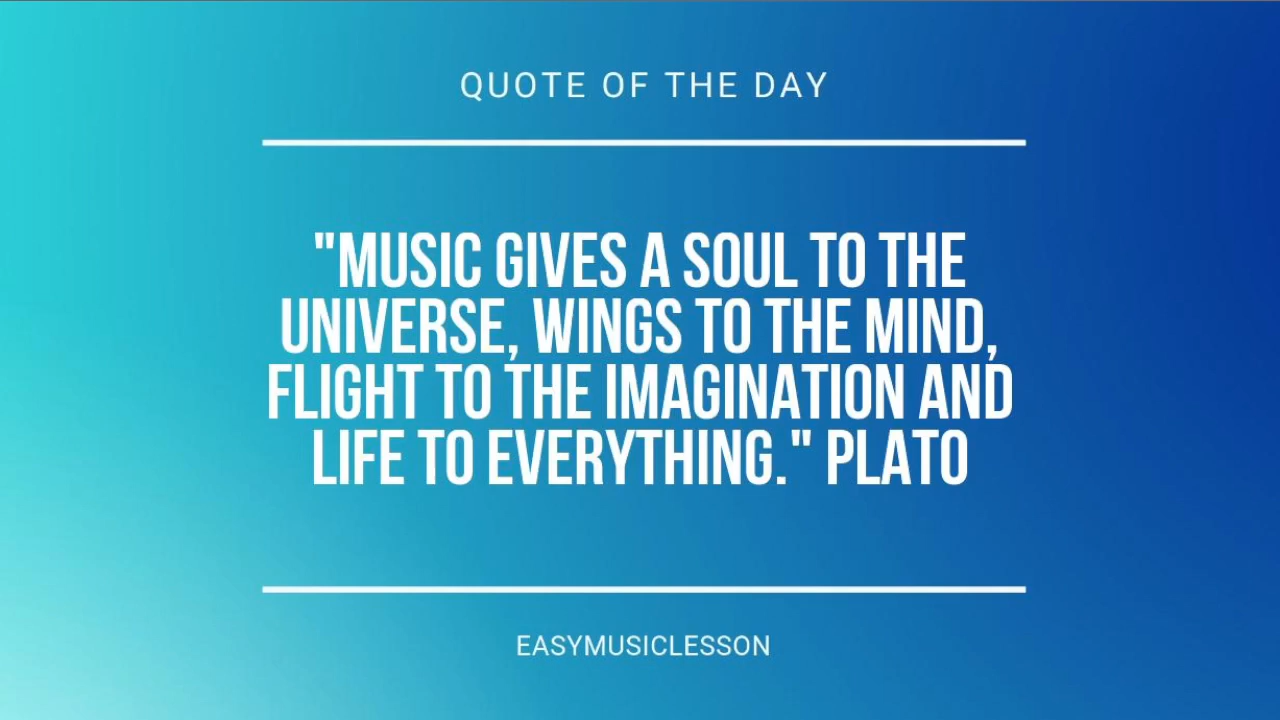 QUOTE OF THE DAY
"MUSIC GIVES A SOUL TO THE
UNIVERSE, WINGS TO THE MIND,
FLIGHT TO THE IMAGINATION AND
LIFE TO EVERYTHING." PLATO
EASYMUSICLESSON